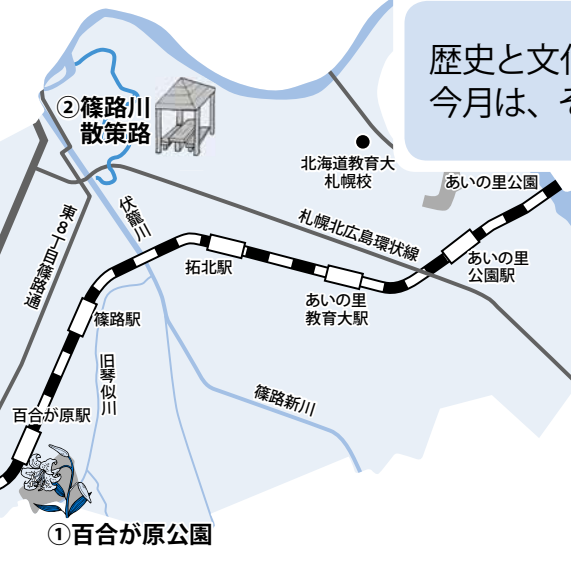 歴史と文
今月は、
②篠路川
散策路
北海道教育大
札幌校
あいの里公園
伏籠川
札幌北広島環状線
東8丁目篠路通
拓北駅
あいの里
公園駅
あいの里
教育大駅
篠路駅
旧琴似川
篠路新川
百合が原駅
①百合が原公園